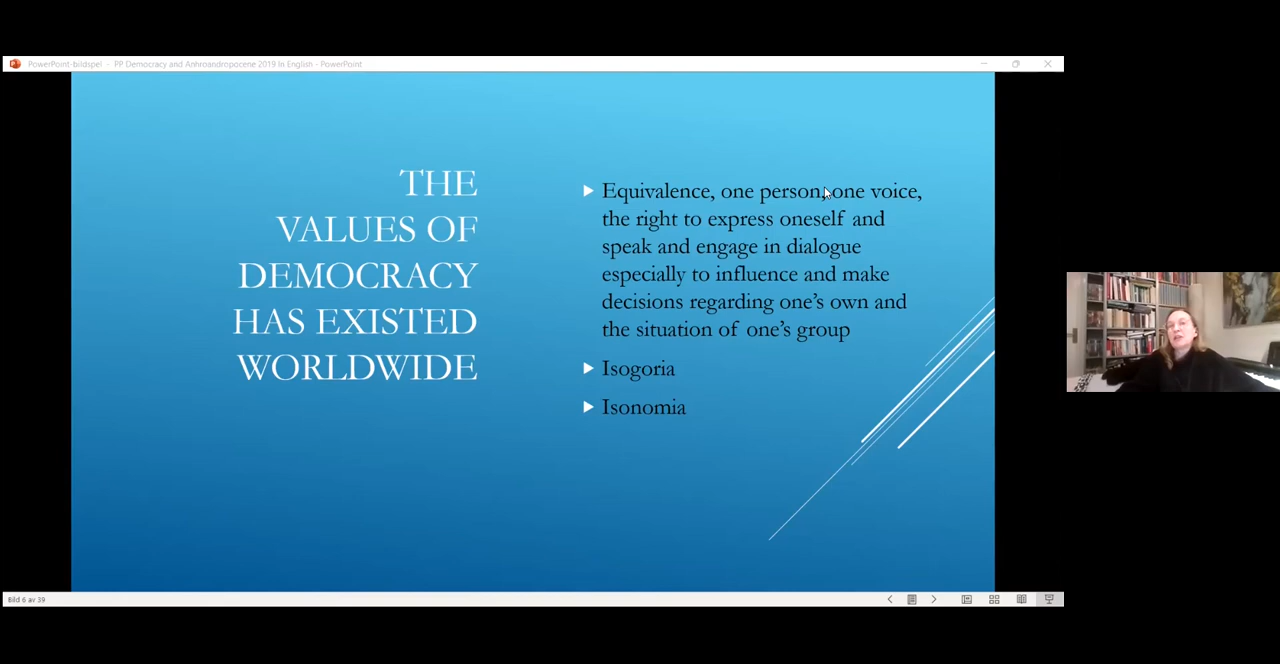 PowerPoint-bildspel - PP Democracy and Anhroandropocene 2019 In English - PowerPoint
THE
VALUES OF
DEMOCRACY
HAS EXISTED
WORLDWIDE
Equivalence, one person, one voice,
the right to express oneself and
speak and engage in dialogue
especially to influence and make
decisions regarding one's own and
the situation of one's group
Isogoria
Isonomia
Bild 6 av 39